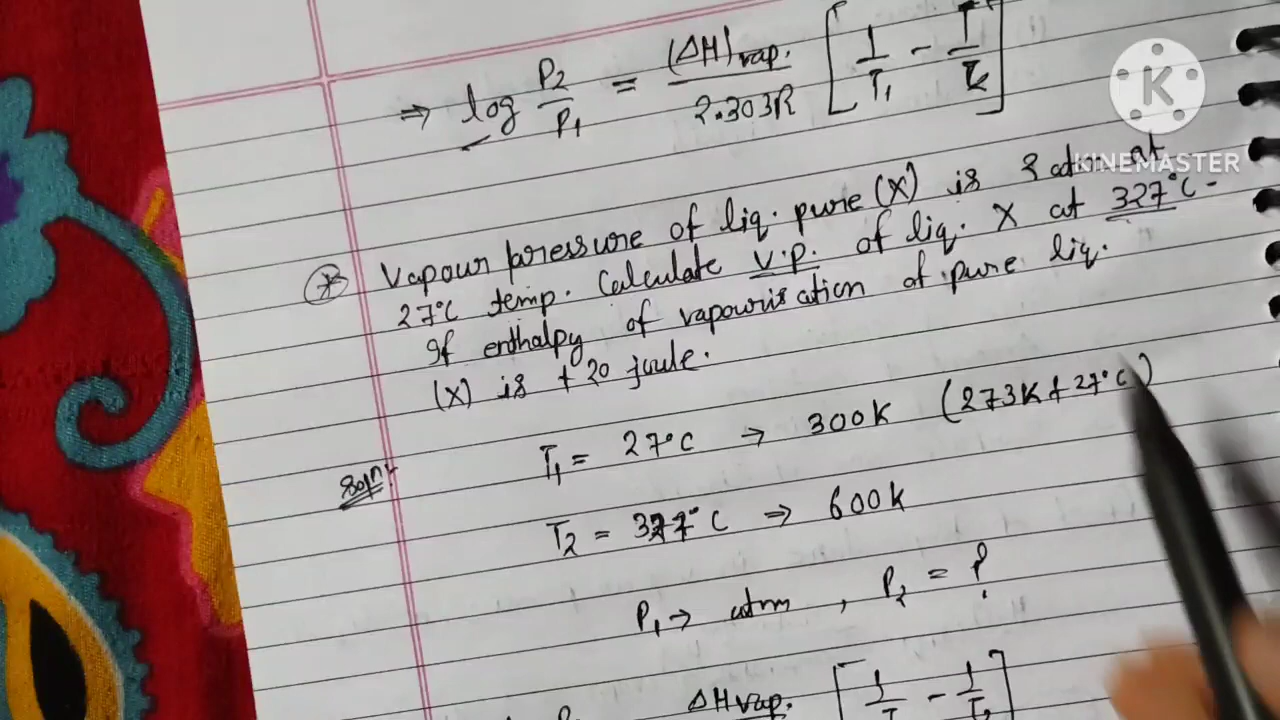 ⇒ log P2/P1 = (ΔH)vap. / 2.303R [1/T1 - 1/T2]
K
KINEMASTER
* Vapour pressure of liq. pure (X) is 2 atm at
27°C temp. Calculate v.p. of liq. X at 327°C -
If enthalpy of vapourisation of pure liq.
(X) is + 20 joule.
Soln
T1 = 27°C → 300K (273K + 27°C)
T2 = 327°C ⇒ 600K
P1 → atm , P2 = ?
ΔHvap. [1/T - 1/T2]